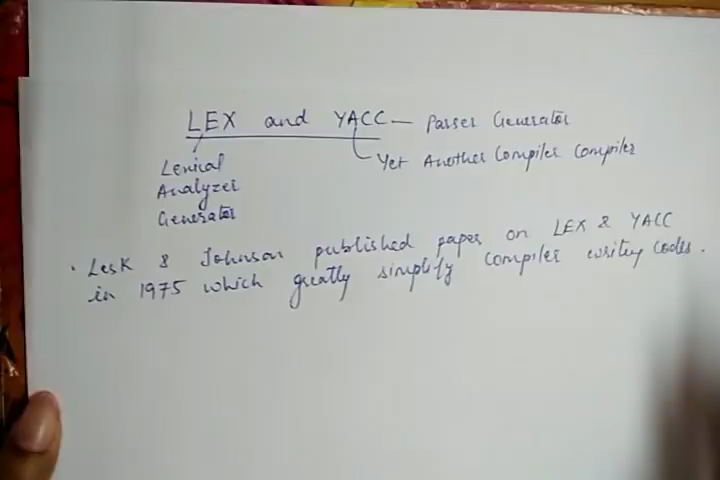 LEX and YACC — Parser Generator
Yet Another Compiler Compiler
Lexical
Analyzer
Generator
. Lesk & Johnson published paper on LEX & YACC
in 1975 which greatly simplify compiler writing codes.